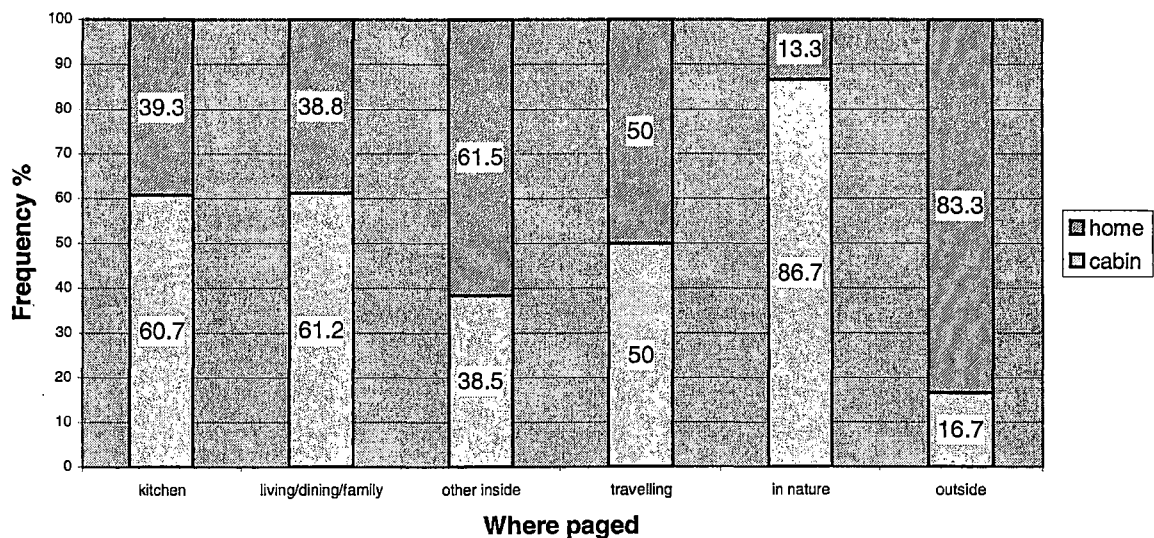 100
90
80
70
60
50
40
30
20
10
0
Frequency %
39.3
60.7
38.8
61.2
61.5
38.5
50
50
13.3
86.7
83.3
16.7
kitchen
living/dining/family
other inside
travelling
in nature
outside
Where paged
home
cabin